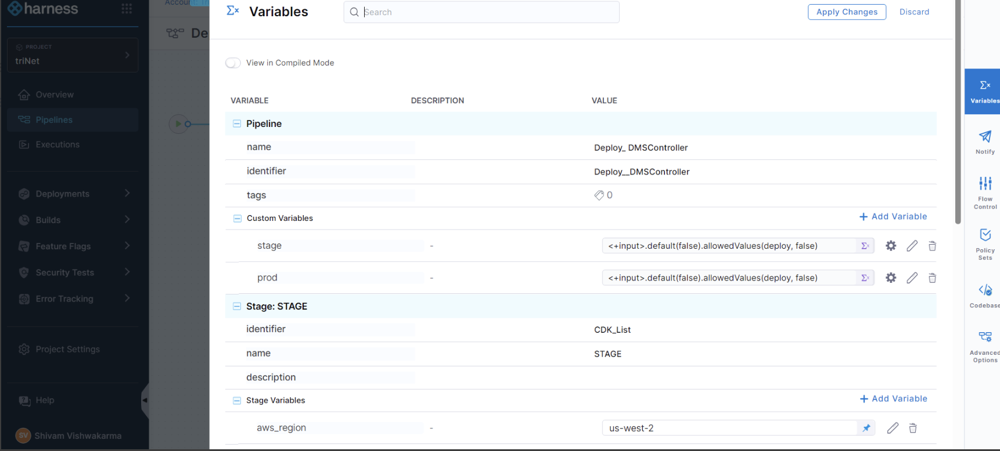 harness
Account:
PROJECT
triNet
Overview
Pipelines
Executions
Deployments
Builds
Feature Flags
Security Tests
Error Tracking
Project Settings
Help
SV Shivam Vishwakarma
De
Variables
Search
Apply Changes
Discard
View in Compiled Mode
VARIABLE DESCRIPTION VALUE
Pipeline
name Deploy_ DMSController
identifier Deploy__DMSController
tags 0
Custom Variables + Add Variable
stage - <+input>.default(false).allowedValues(deploy, false) Σx
prod - <+input>.default(false).allowedValues(deploy, false) Σx
Stage: STAGE
identifier CDK_List
name STAGE
description
Stage Variables + Add Variable
aws_region - us-west-2
Σx
Variables
Notify
Flow
Control
Policy
Sets
Codebase
Advanced
Options